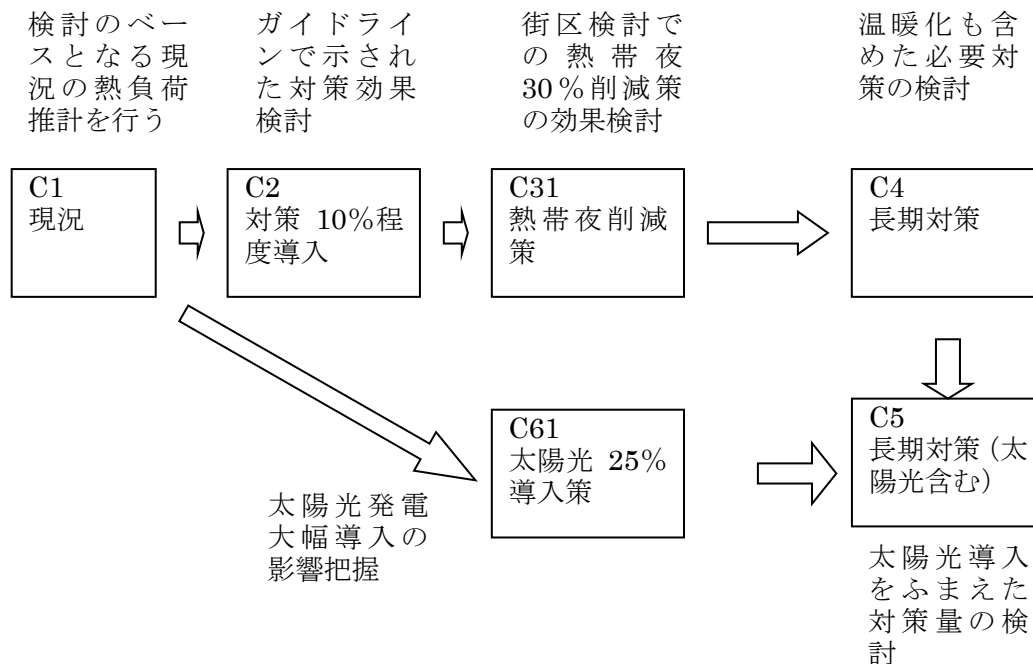 検討のベー
スとなる現
況の熱負荷
推計を行う
ガイドライ
ンで示され
た対策効果
検討
街区検討で
の熱帯夜
30％削減策
の効果検討
温暖化も含
めた必要対
策の検討
C1
現況
C2
対策 10％程
度導入
C31
熱帯夜削減
策
C4
長期対策
C61
太陽光 25％
導入策
C5
長期対策（太
陽光含む）
太陽光発電
大幅導入の
影響把握
太陽光導入
をふまえた
対策量の検
討